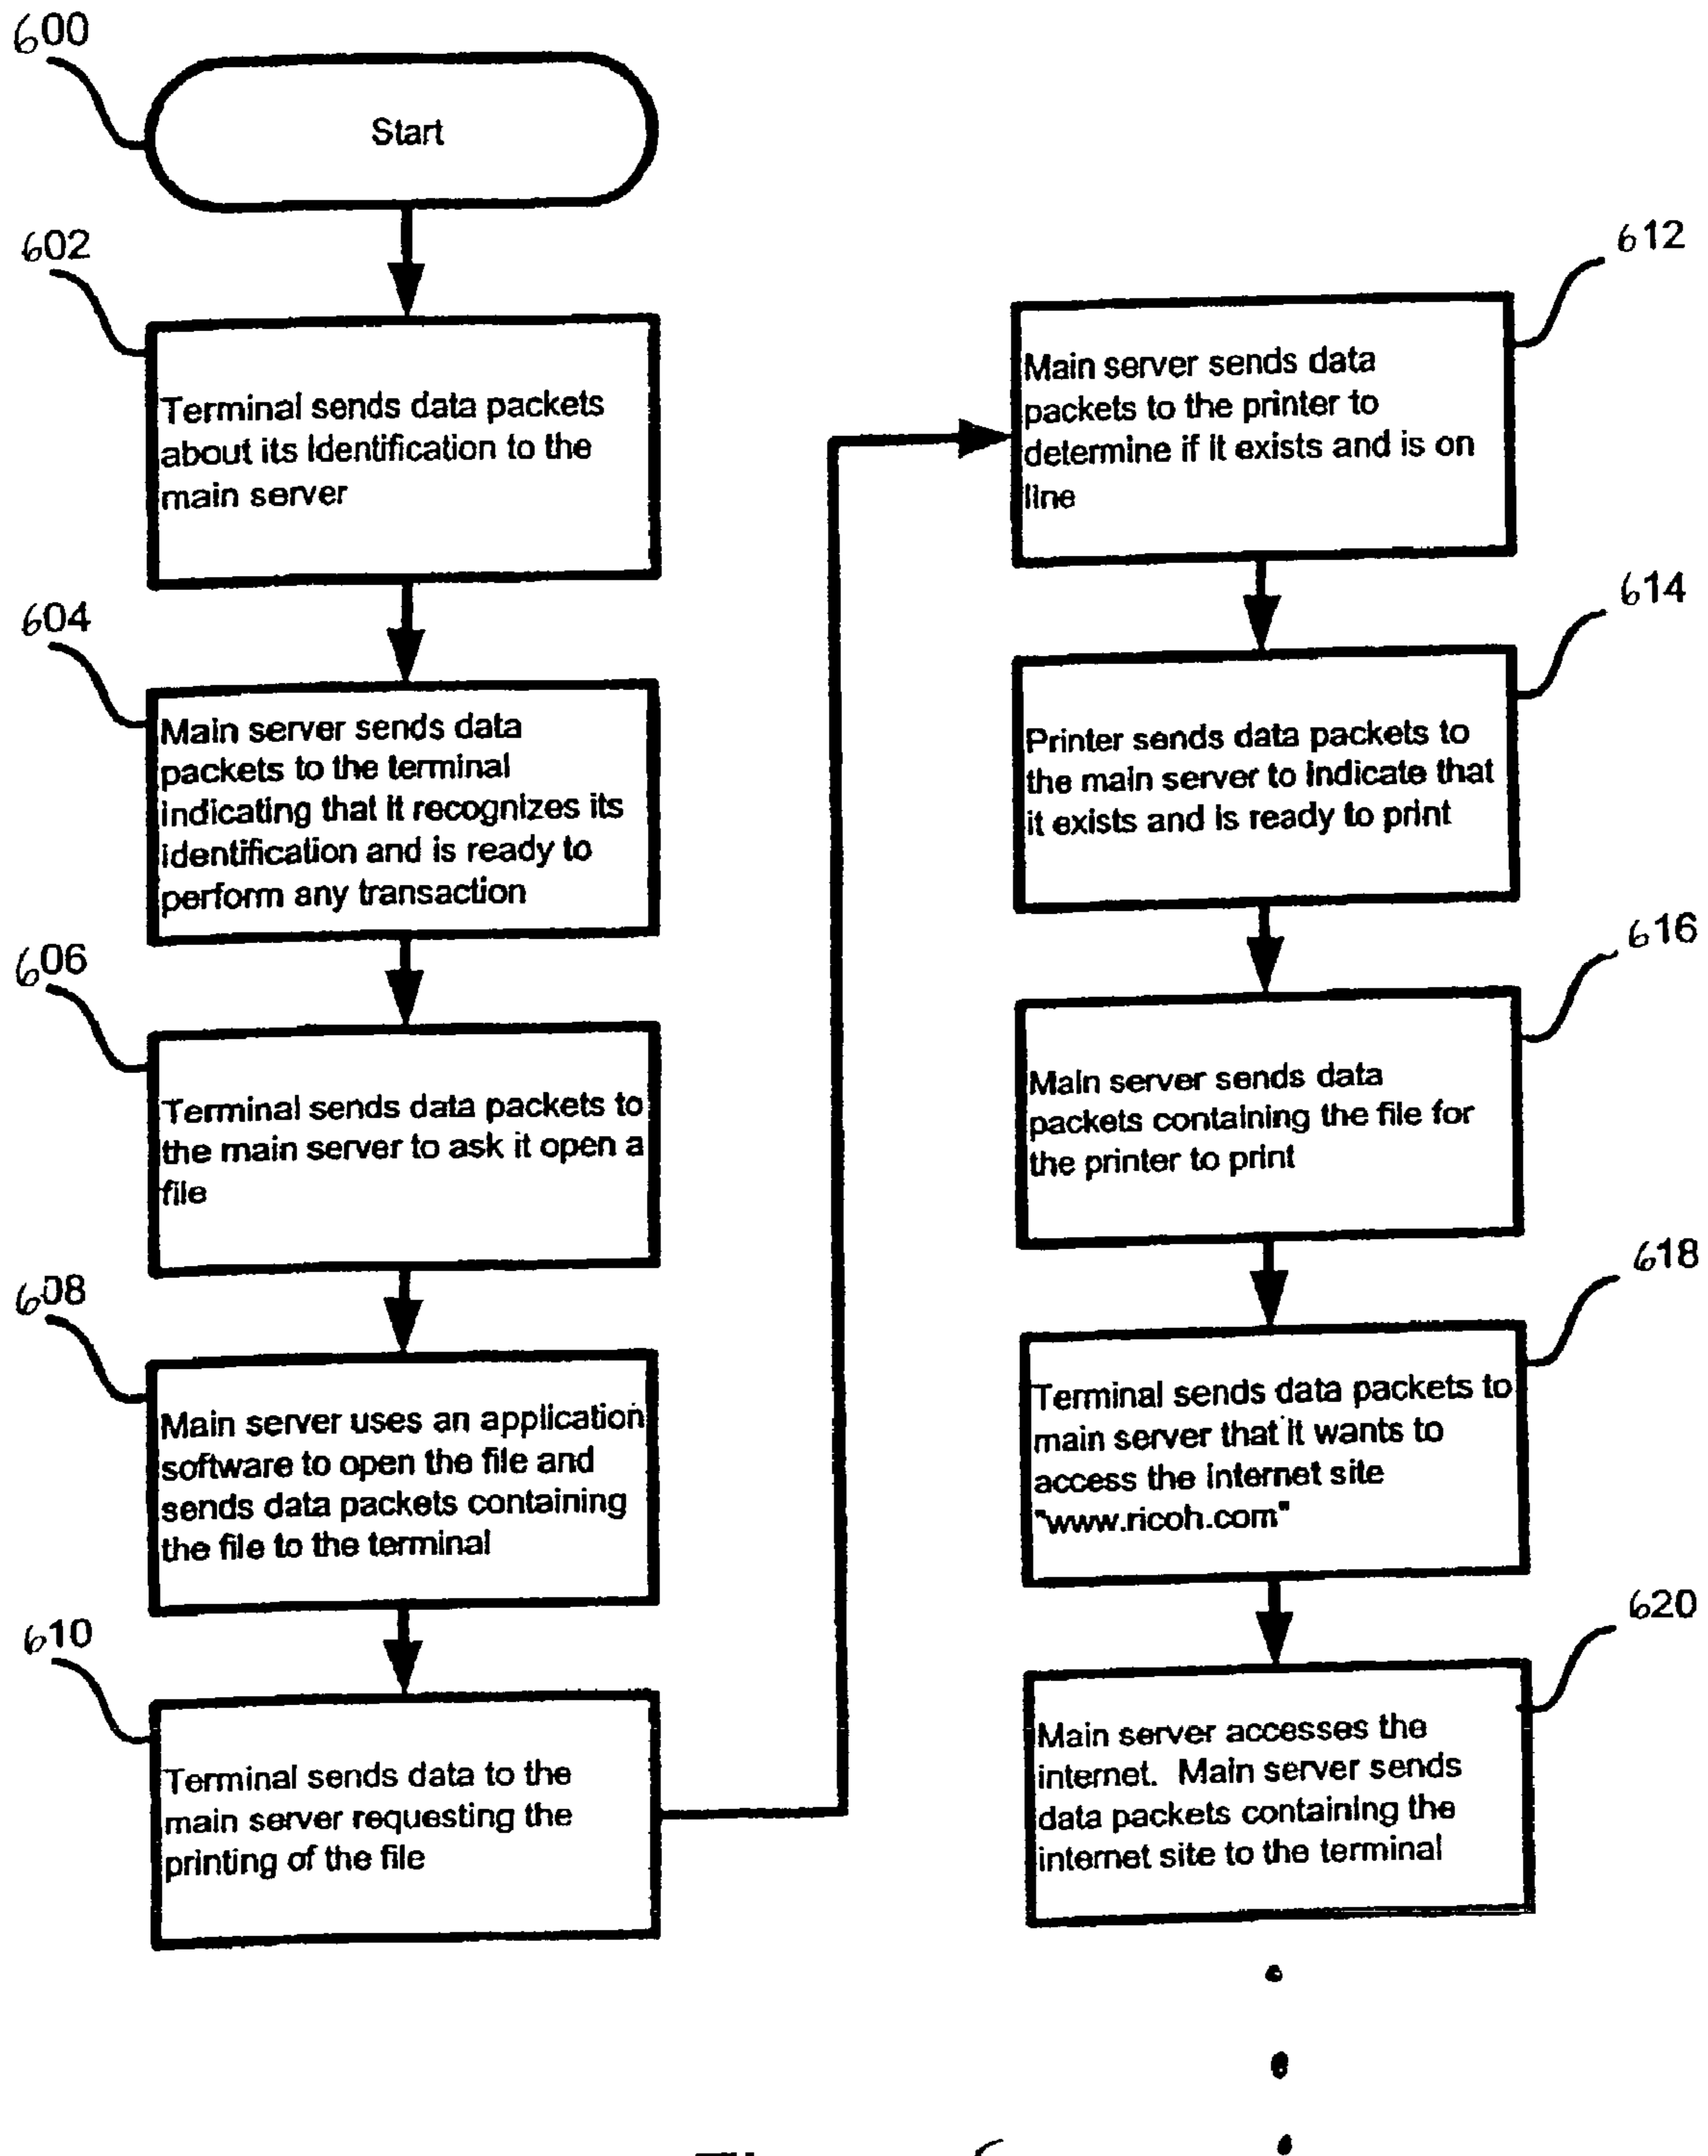 600
Start
602
Terminal sends data packets
about its Identification to the
main server
604
Main server sends data
packets to the terminal
indicating that it recognizes its
identification and is ready to
perform any transaction
606
Terminal sends data packets to
the main server to ask it open a
file
608
Main server uses an application
software to open the file and
sends data packets containing
the file to the terminal
610
Terminal sends data to the
main server requesting the
printing of the file
612
Main server sends data
packets to the printer to
determine if it exists and is on
line
614
Printer sends data packets to
the main server to indicate that
it exists and is ready to print
616
Main server sends data
packets containing the file for
the printer to print
618
Terminal sends data packets to
main server that it wants to
access the internet site
"www.ricoh.com"
620
Main server accesses the
internet. Main server sends
data packets containing the
internet site to the terminal